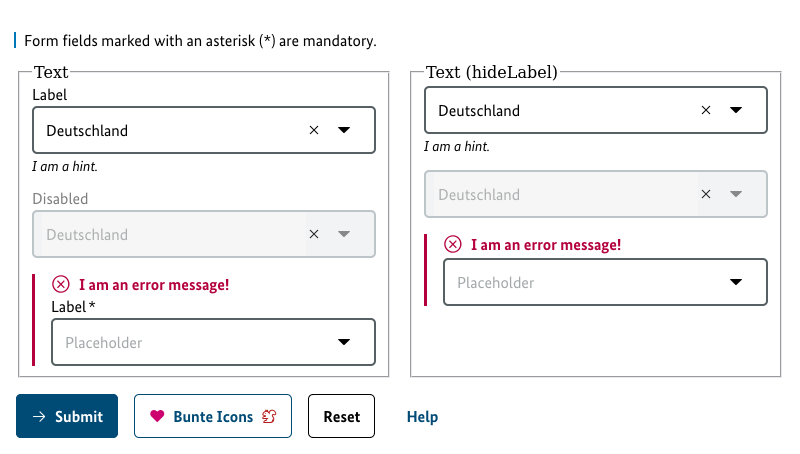 Form fields marked with an asterisk (*) are mandatory.
Text
Label
Deutschland
I am a hint.
Disabled
Deutschland
I am an error message!
Label *
Placeholder
Text (hideLabel)
Deutschland
I am a hint.
Deutschland
I am an error message!
Placeholder
Submit
Bunte Icons
Reset
Help